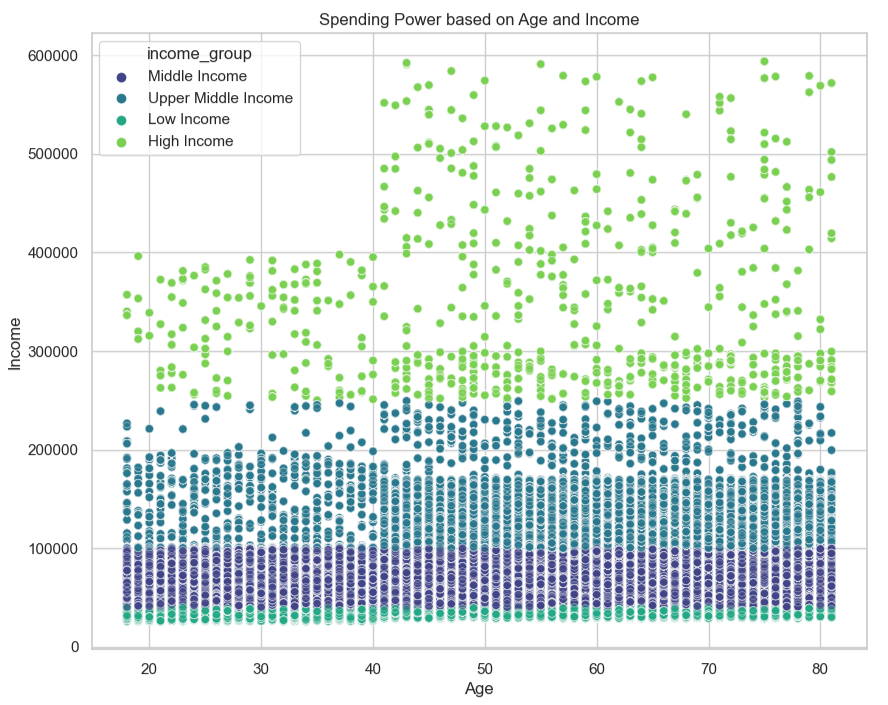 Spending Power based on Age and Income
income_group
Middle Income
Upper Middle Income
Low Income
High Income
600000
500000
400000
300000
200000
100000
0
Income
20 30 40 50 60 70 80
Age